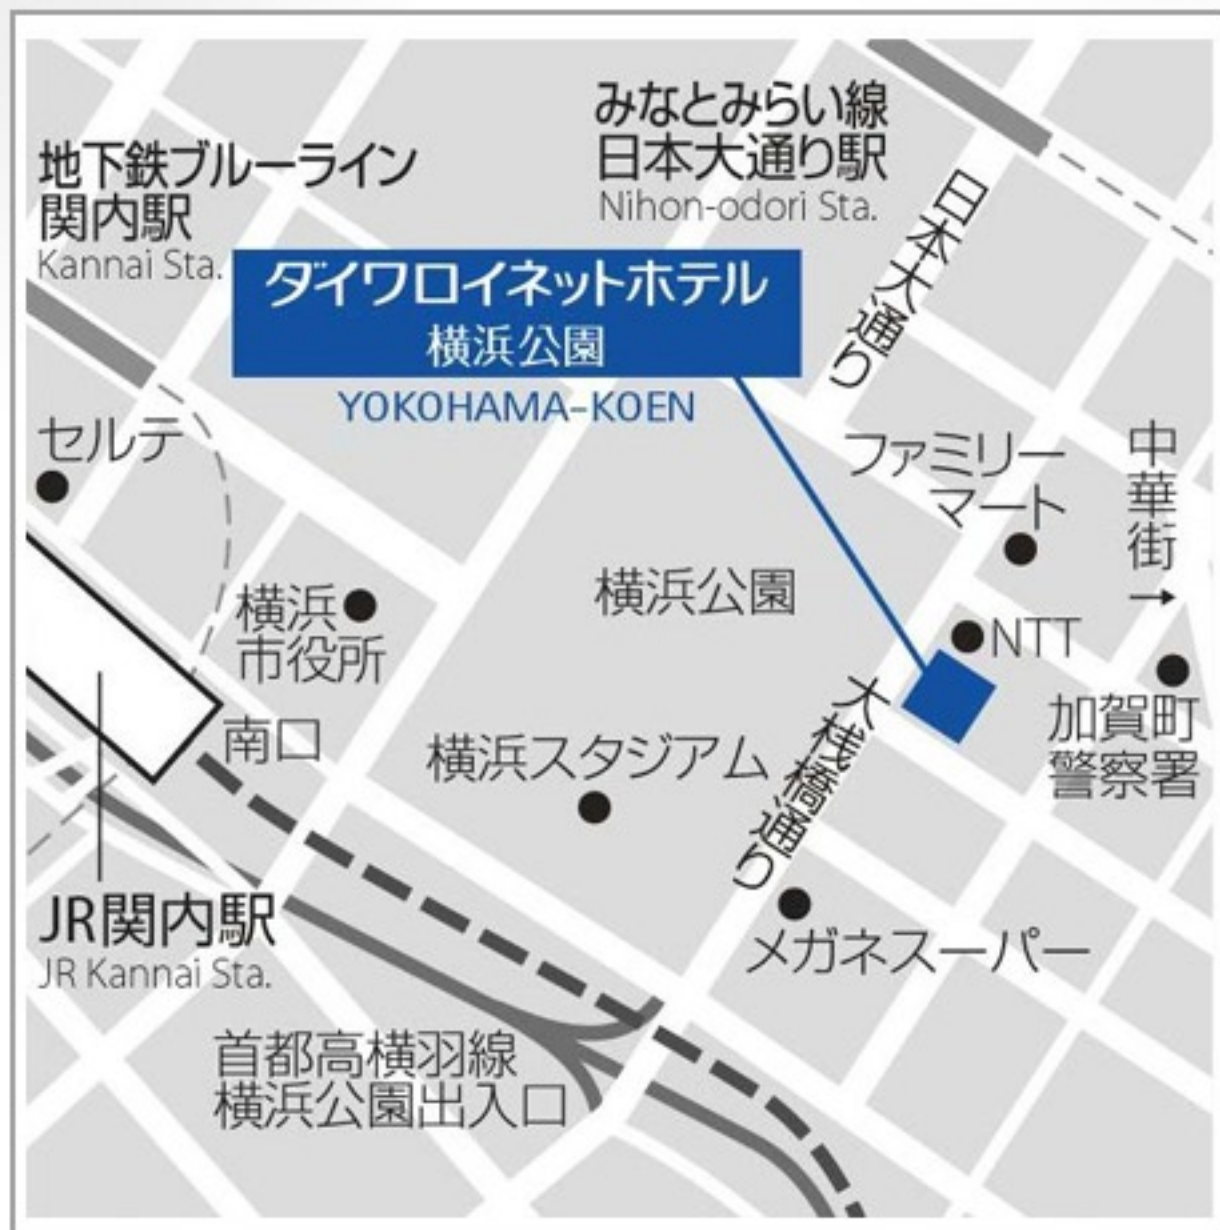 みなとみらい線
日本大通り駅
Nihon-odori Sta.
地下鉄ブルーライン
関内駅
Kannai Sta.
日本大通り
ダイワロイネットホテル
横浜公園
YOKOHAMA-KOEN
セルテ
ファミリー
マート
中華街
→
横浜
市役所
横浜公園
NTT
加賀町
警察署
南口
横浜スタジアム
大桟橋通り
メガネスーパー
JR関内駅
JR Kannai Sta.
首都高横羽線
横浜公園出入口